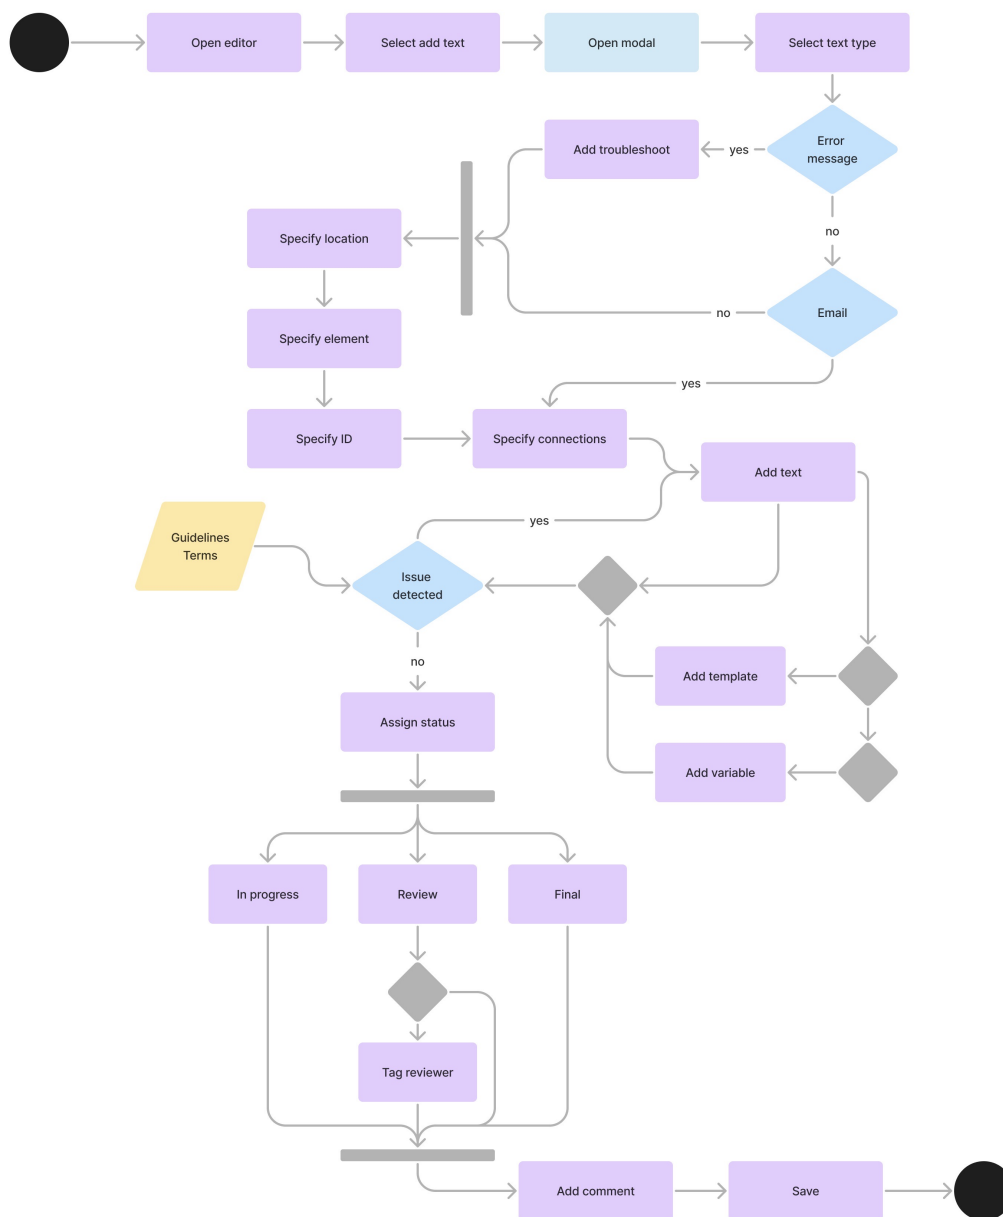 Open editor
Select add text
Open modal
Select text type
Error
message
yes
Add troubleshoot
no
Specify location
Email
no
Specify element
yes
Specify ID
Specify connections
Add text
yes
Guidelines
Terms
Issue
detected
no
Add template
Assign status
Add variable
In progress
Review
Final
Tag reviewer
Add comment
Save